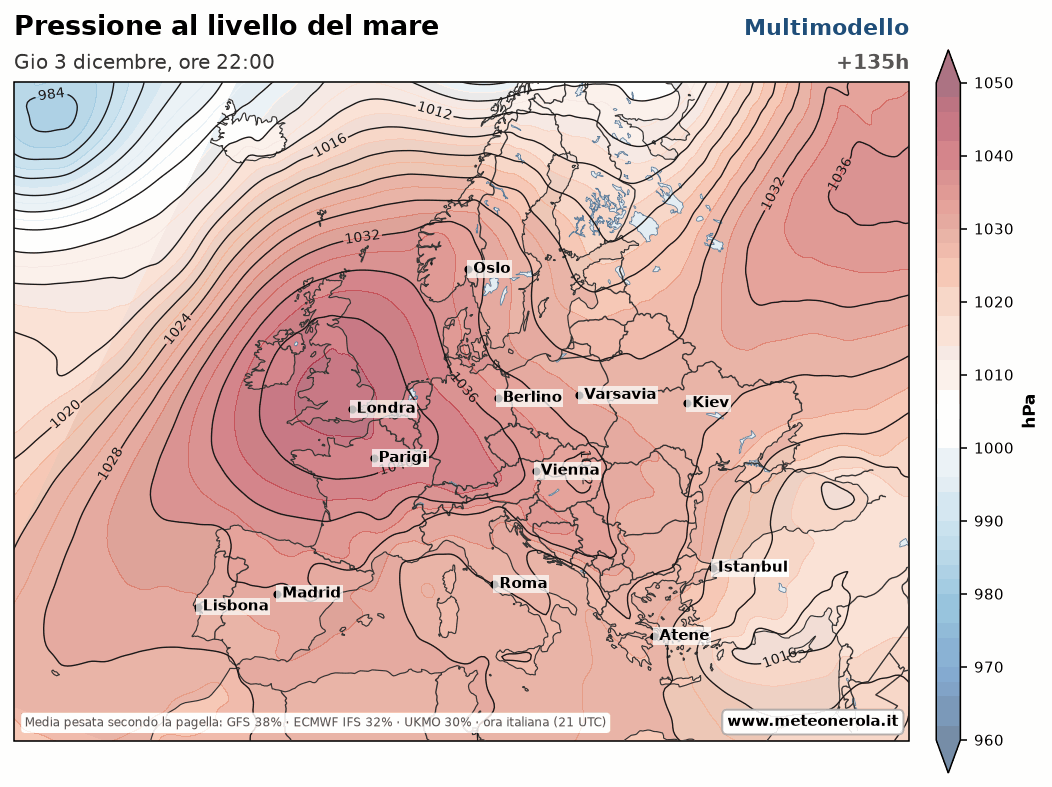 Pressione al livello del mare
Multimodello
Gio 3 dicembre, ore 22:00
+135h
984
1012
1016
1036
1032
1032
Oslo
1024
1036
Londra
Berlino
Varsavia
Kiev
1020
1028
Parigi
Vienna
Istanbul
Roma
Madrid
Lisbona
Atene
1016
Media pesata secondo la pagella: GFS 38% · ECMWF IFS 32% · UKMO 30% · ora italiana (21 UTC)
www.meteonerola.it
1050
1040
1030
1020
1010
1000
990
980
970
960
hPa